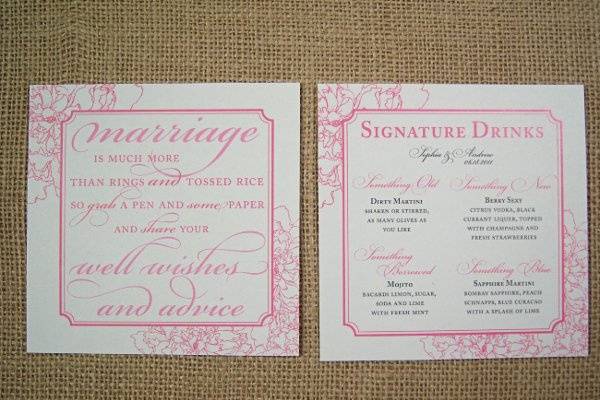 marriage
IS MUCH MORE
THAN RINGS and TOSSED RICE
SO grab A PEN AND some PAPER
AND share YOUR
well wishes
and advice
SIGNATURE DRINKS
Sophia & Andrew
06.18.2011
Something Old
DIRTY MARTINI
SHAKEN OR STIRRED,
AS MANY OLIVES AS
YOU LIKE
Something New
BERRY SEXY
CITRUS VODKA, BLACK
CURRANT LIQUER, TOPPED
WITH CHAMPAGNE AND
FRESH STRAWBERRIES
Something
Borrowed
MOJITO
BACARDI LIMON, SUGAR,
SODA AND LIME
WITH FRESH MINT
Something Blue
SAPPHIRE MARTINI
BOMBAY SAPPHIRE, PEACH
SCHNAPPS, BLUE CURACAO
WITH A SPLASH OF LIME